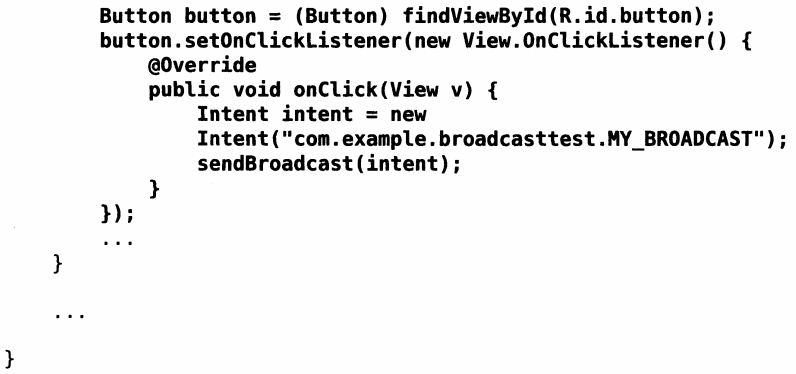 Button button = (Button) findViewById(R.id.button);
button.setOnClickListener(new View.OnClickListener() {
@Override
public void onClick(View v) {
Intent intent = new
Intent("com.example.broadcasttest.MY_BROADCAST");
sendBroadcast(intent);
}
});
...
}
...
}